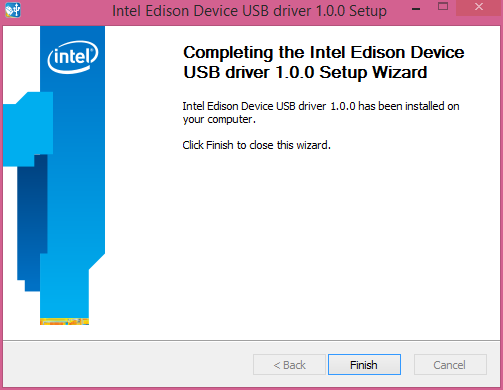 Intel Edison Device USB driver 1.0.0 Setup
intel
Completing the Intel Edison Device
USB driver 1.0.0 Setup Wizard
Intel Edison Device USB driver 1.0.0 has been installed on
your computer.
Click Finish to close this wizard.
< Back
Finish
Cancel